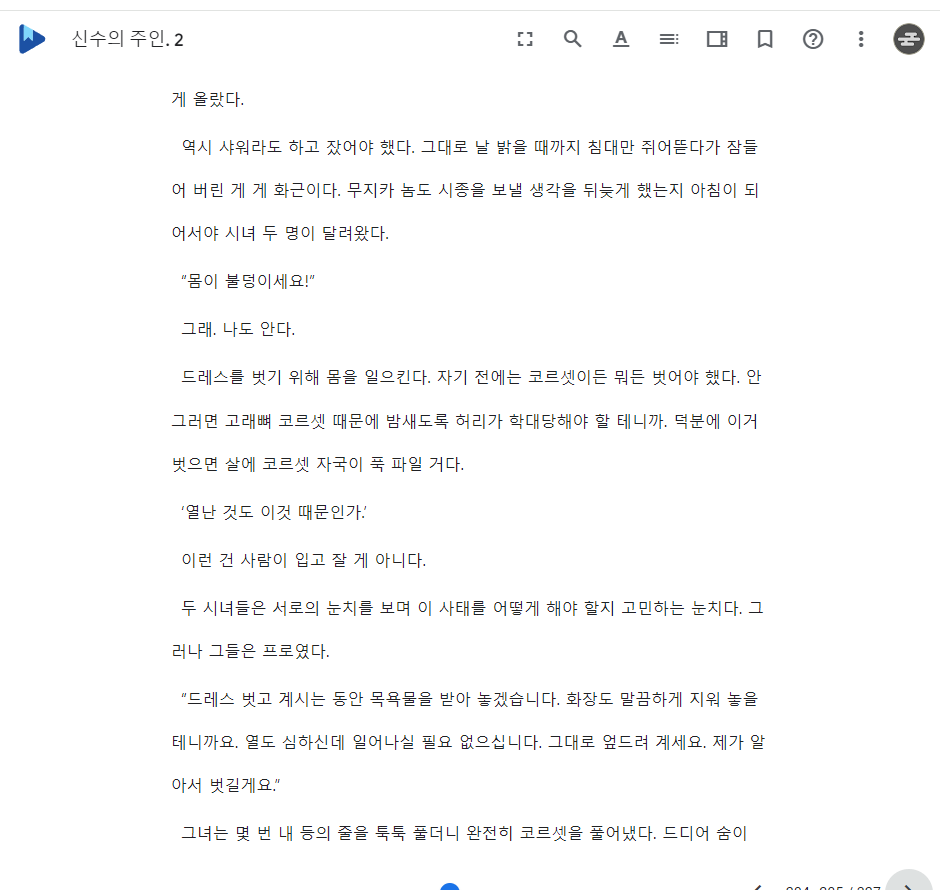 신수의 주인. 2
게 올랐다.
역시 샤워라도 하고 잤어야 했다. 그대로 날 밝을 때까지 침대만 쥐어뜯다가 잠들
어 버린 게 게 화근이다. 무지카 놈도 시종을 보낼 생각을 뒤늦게 했는지 아침이 되
어서야 시녀 두 명이 달려왔다.
“몸이 불덩이세요!”
그래. 나도 안다.
드레스를 벗기 위해 몸을 일으킨다. 자기 전에는 코르셋이든 뭐든 벗어야 했다. 안
그러면 고래뼈 코르셋 때문에 밤새도록 허리가 학대당해야 할 테니까. 덕분에 이거
벗으면 살에 코르셋 자국이 푹 파일 거다.
‘열난 것도 이것 때문인가.’
이런 건 사람이 입고 잘 게 아니다.
두 시녀들은 서로의 눈치를 보며 이 사태를 어떻게 해야 할지 고민하는 눈치다. 그
러나 그들은 프로였다.
“드레스 벗고 계시는 동안 목욕물을 받아 놓겠습니다. 화장도 말끔하게 지워 놓을
테니까요. 열도 심하신데 일어나실 필요 없으십니다. 그대로 엎드려 계세요. 제가 알
아서 벗길게요.”
그녀는 몇 번 내 등의 줄을 툭툭 풀더니 완전히 코르셋을 풀어냈다. 드디어 숨이